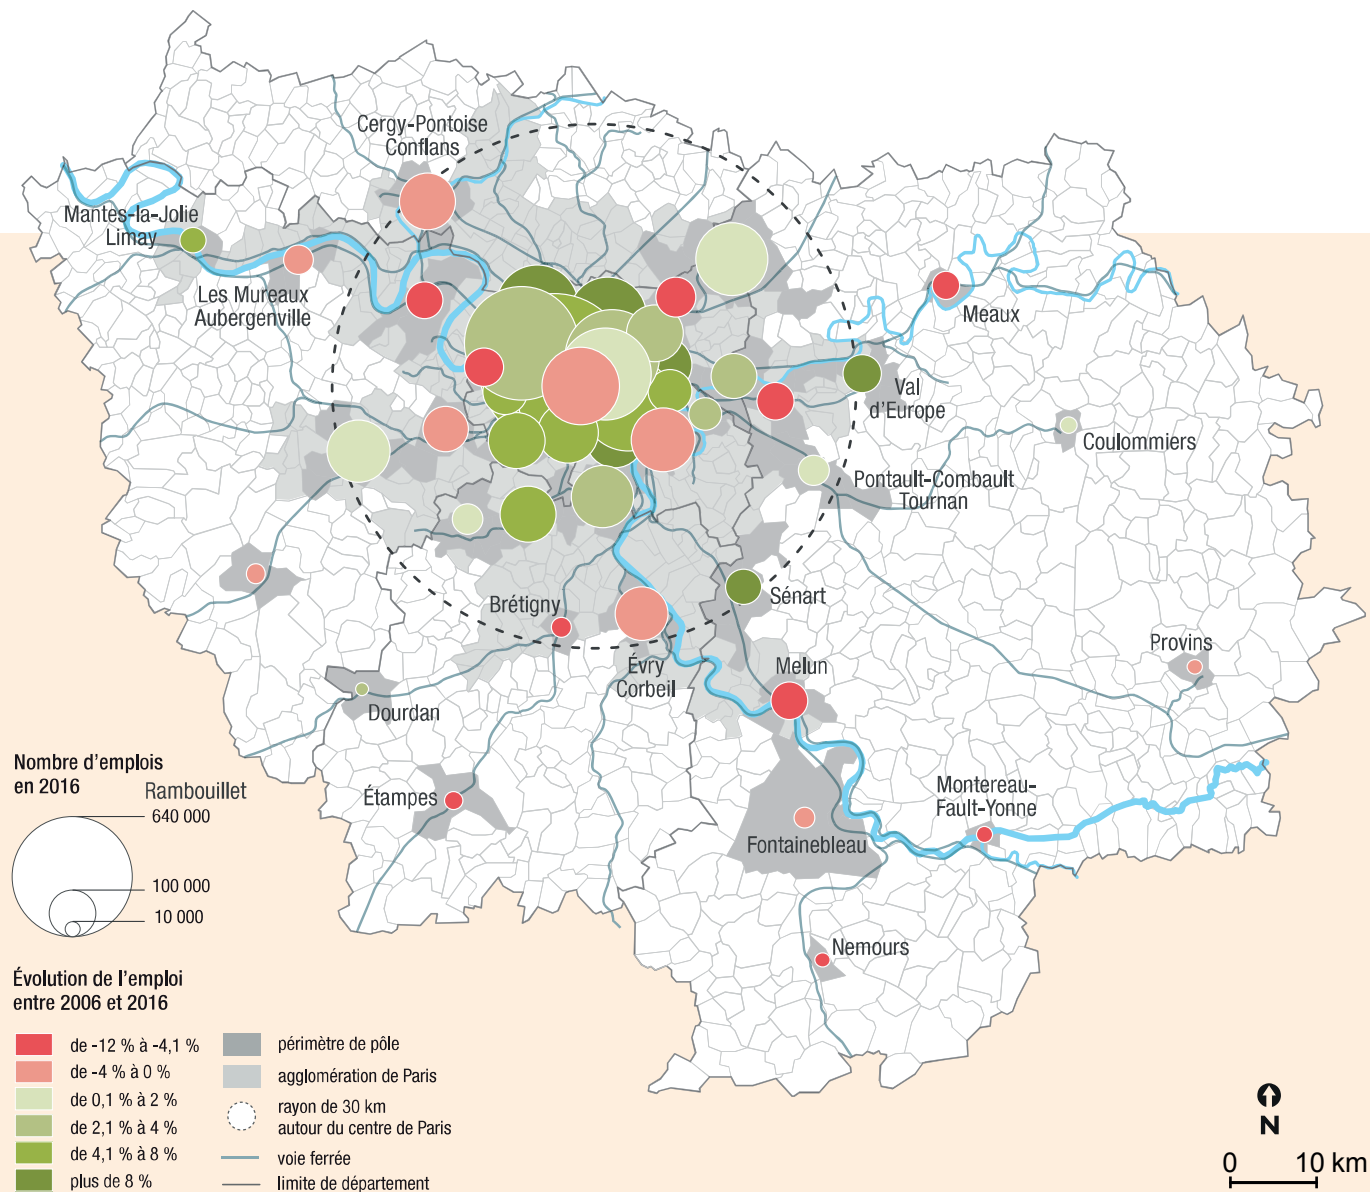 Cergy-Pontoise
Conflans
Mantes-la-Jolie
Limay
Les Mureaux
Aubergenville
Meaux
Val
d'Europe
Coulommiers
Pontault-Combault
Tournan
Brétigny
Sénart
Évry
Corbeil
Melun
Provins
Dourdan
Étampes
Montereau-
Fault-Yonne
Fontainebleau
Nemours
Nombre d'emplois
en 2016
Rambouillet
640 000
100 000
10 000
Évolution de l'emploi
entre 2006 et 2016
de -12 % à -4,1 %
de -4 % à 0 %
de 0,1 % à 2 %
de 2,1 % à 4 %
de 4,1 % à 8 %
plus de 8 %
périmètre de pôle
agglomération de Paris
rayon de 30 km
autour du centre de Paris
voie ferrée
limite de département
N
0 10 km